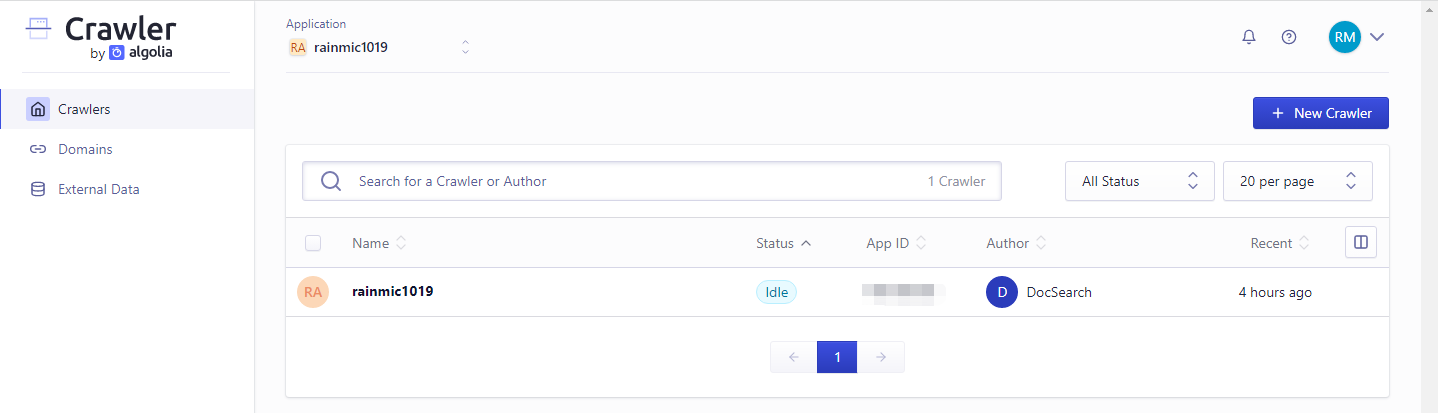 Crawler
by algolia
Crawlers
Domains
External Data
Application
RA rainmic1019
RM
+ New Crawler
Search for a Crawler or Author 1 Crawler
All Status
20 per page
Name Status App ID Author Recent
RA rainmic1019 Idle D DocSearch 4 hours ago
← 1 →